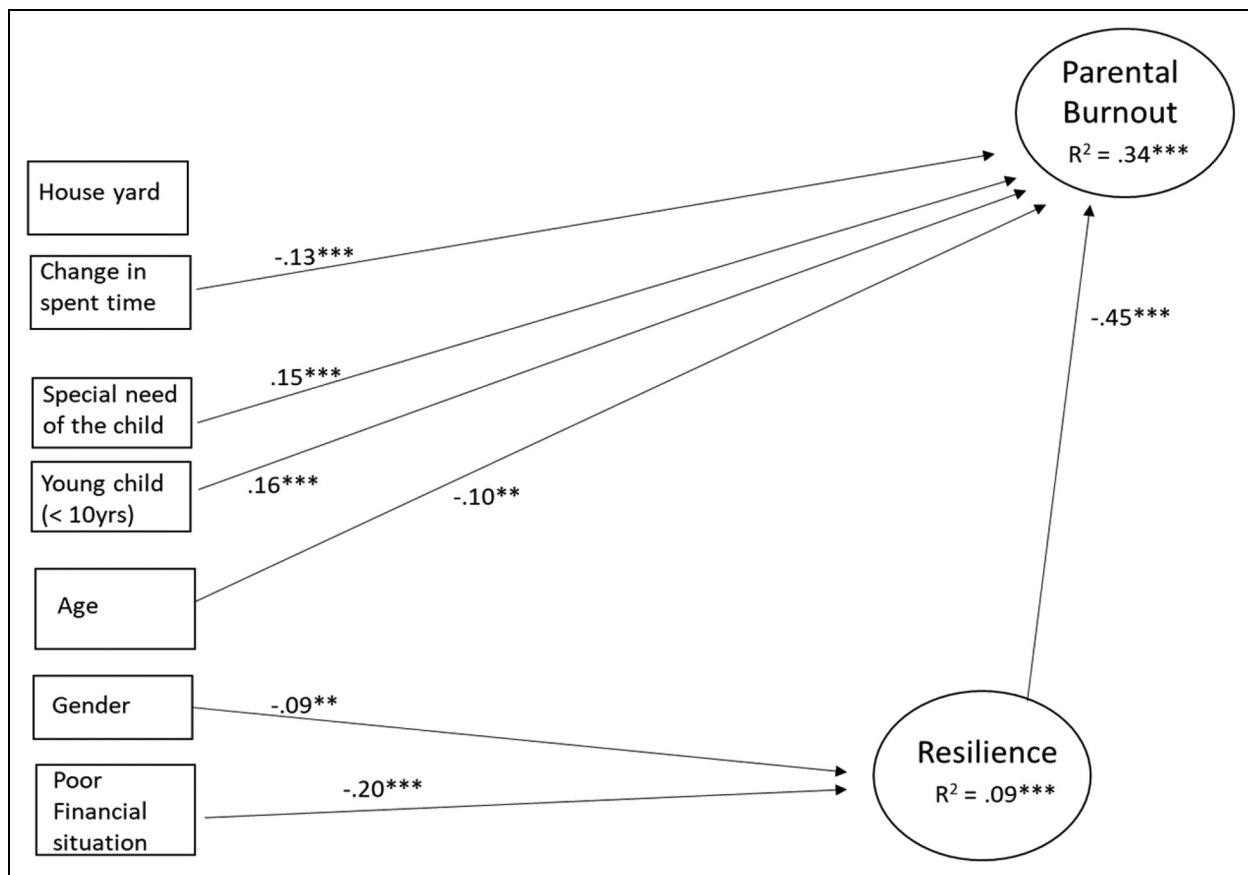 Parental
Burnout
R² = .34***
House yard
-.13***
Change in
spent time
-.45***
.15***
Special need
of the child
Young child
(< 10yrs)
.16***
-.10**
Age
Gender
-.09**
Resilience
R² = .09***
Poor
Financial
situation
-.20***